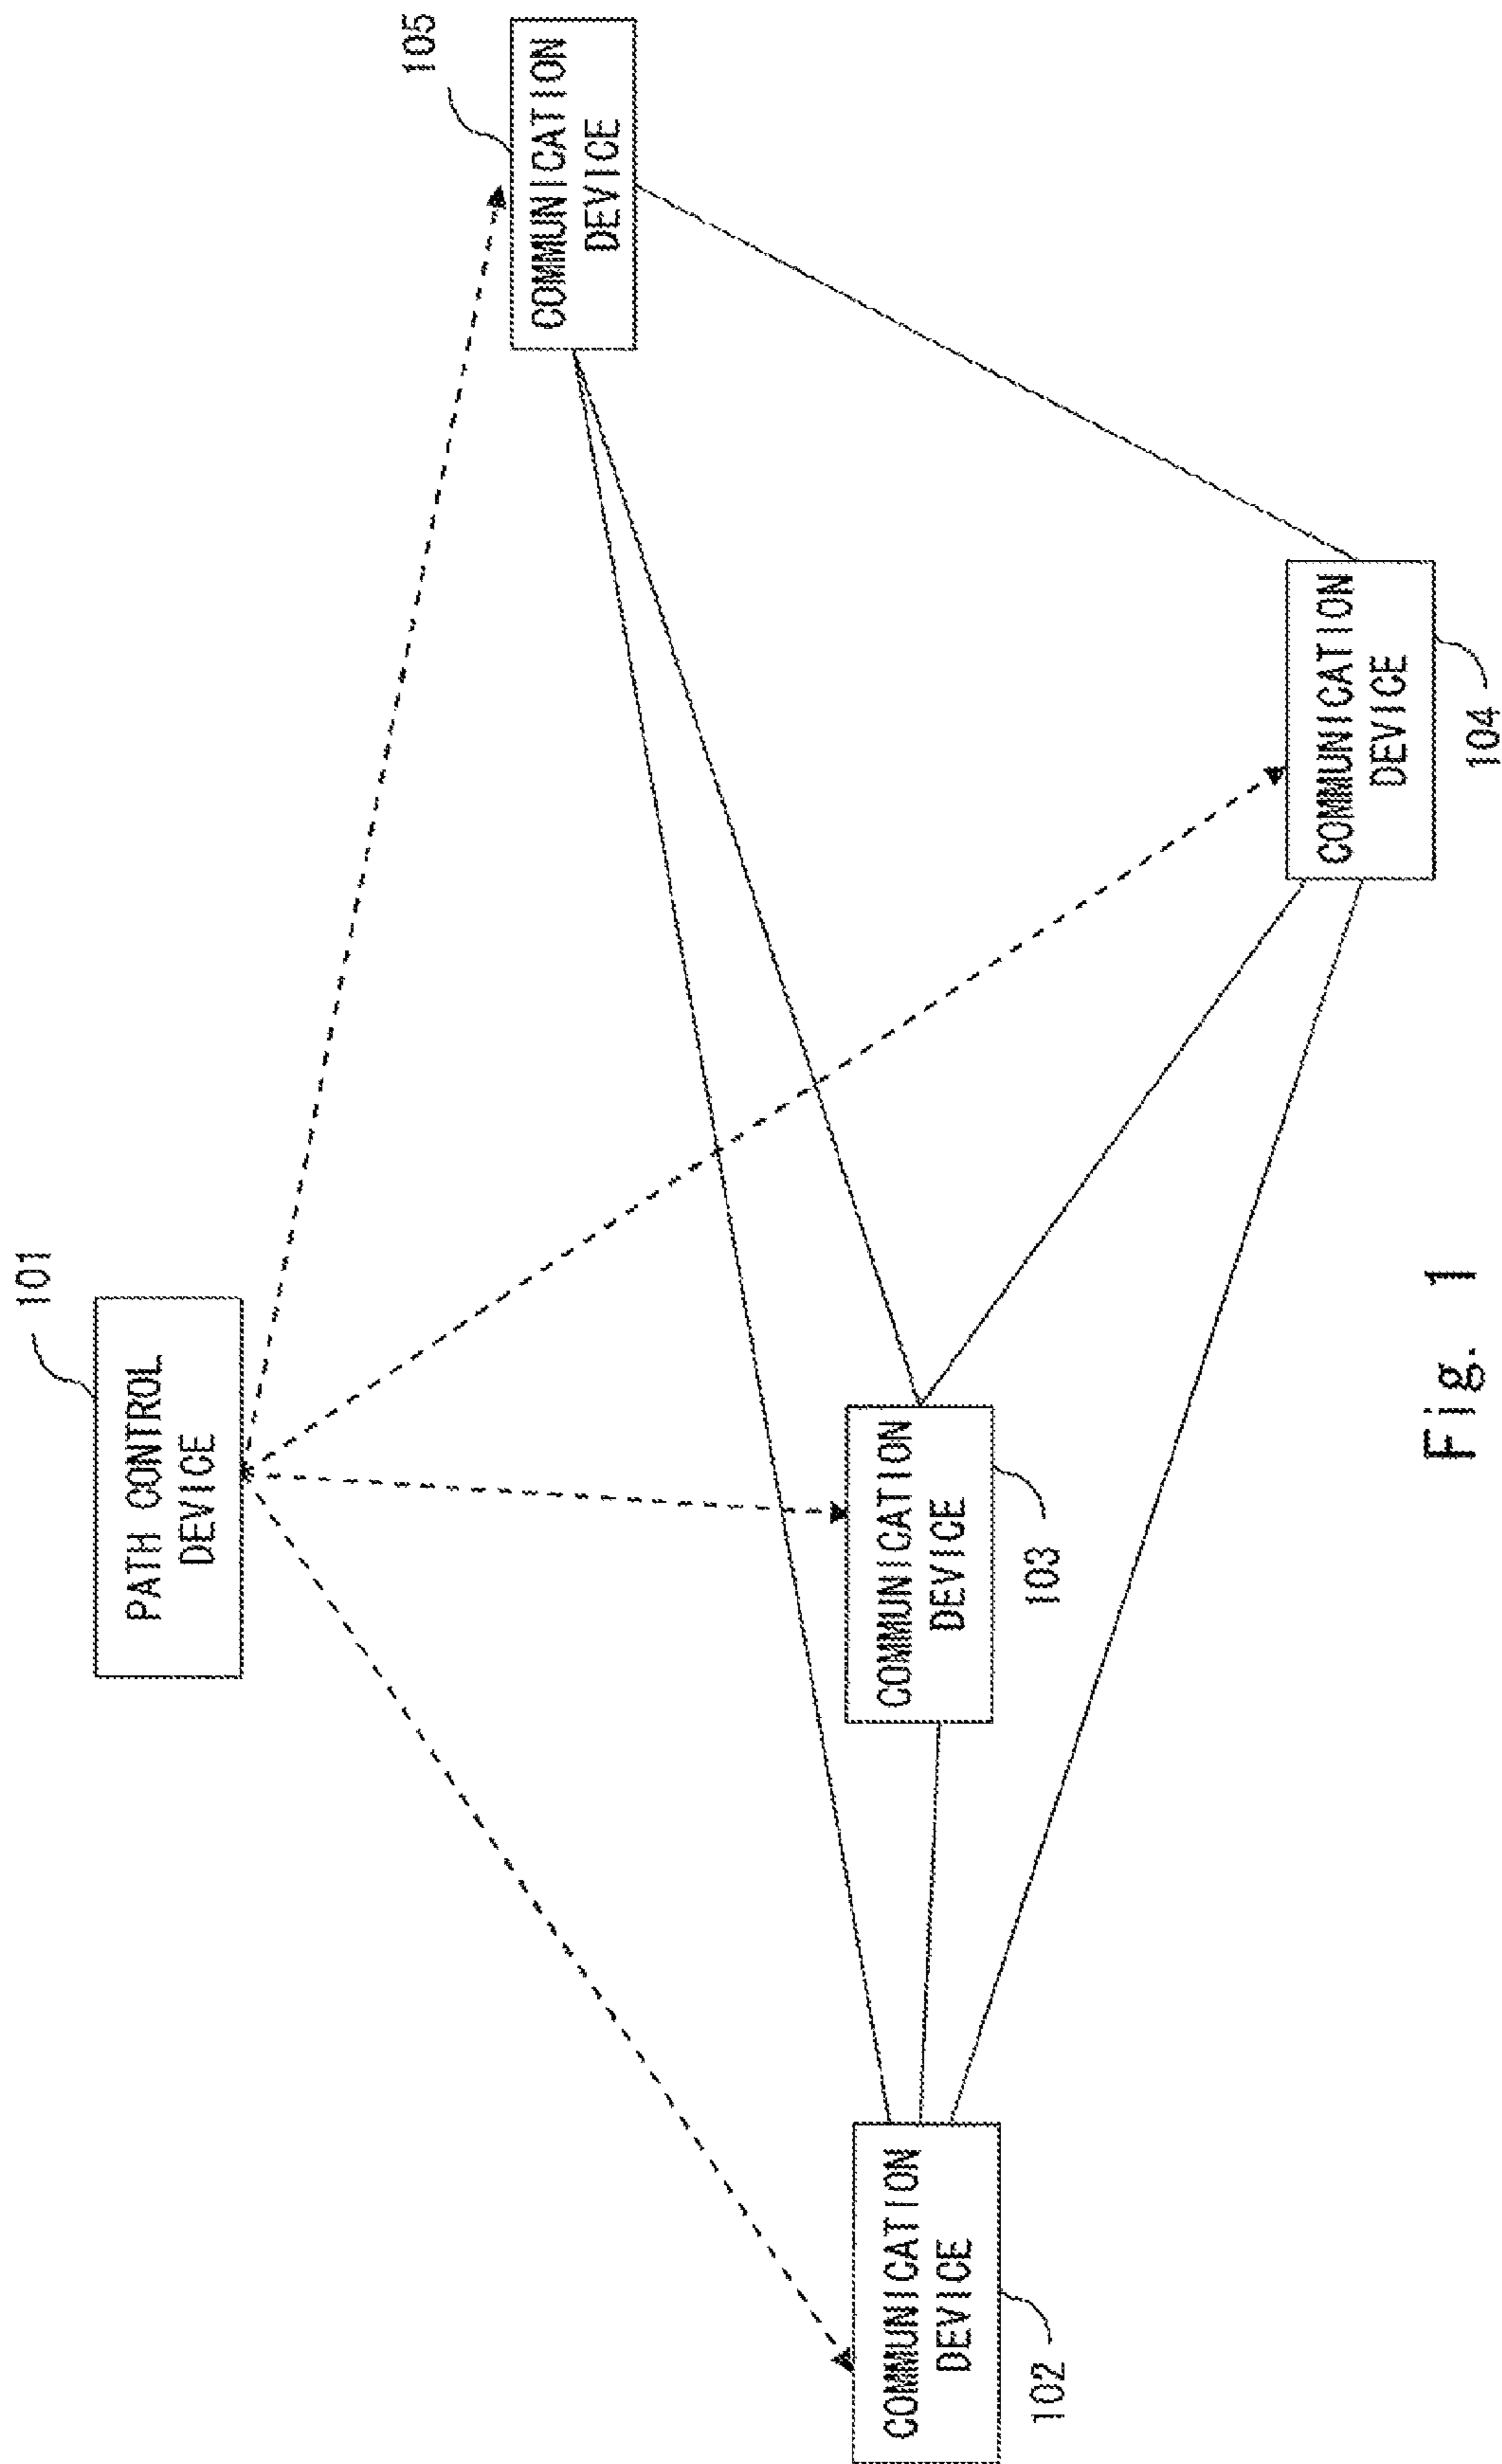 101
PATH CONTROL
DEVICE
105
COMMUNICATION
DEVICE
COMMUNICATION
DEVICE
102
COMMUNICATION
DEVICE
103
COMMUNICATION
DEVICE
104
Fig. 1